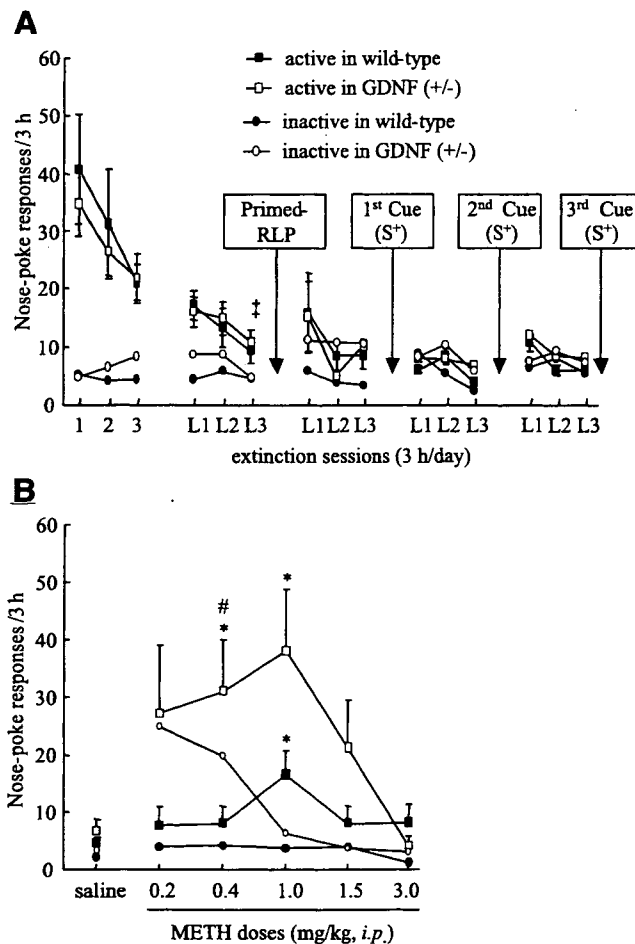 A
60
50
40
30
20
10
0
Nose-poke responses/3 h
active in wild-type
active in GDNF (+/-)
inactive in wild-type
inactive in GDNF (+/-)
Primed-
RLP
1st Cue
(S+)
2nd Cue
(S+)
3rd Cue
(S+)
‡
1 2 3 L1 L2 L3 L1 L2 L3 L1 L2 L3 L1 L2 L3
extinction sessions (3 h/day)
B
60
50
40
30
20
10
0
Nose-poke responses/3 h
#
*
*
*
saline 0.2 0.4 1.0 1.5 3.0
METH doses (mg/kg, i.p.)